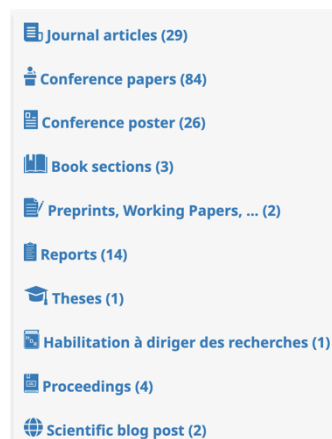 Journal articles (29)
Conference papers (84)
Conference poster (26)
Book sections (3)
Preprints, Working Papers, ... (2)
Reports (14)
Theses (1)
Habilitation à diriger des recherches (1)
Proceedings (4)
Scientific blog post (2)